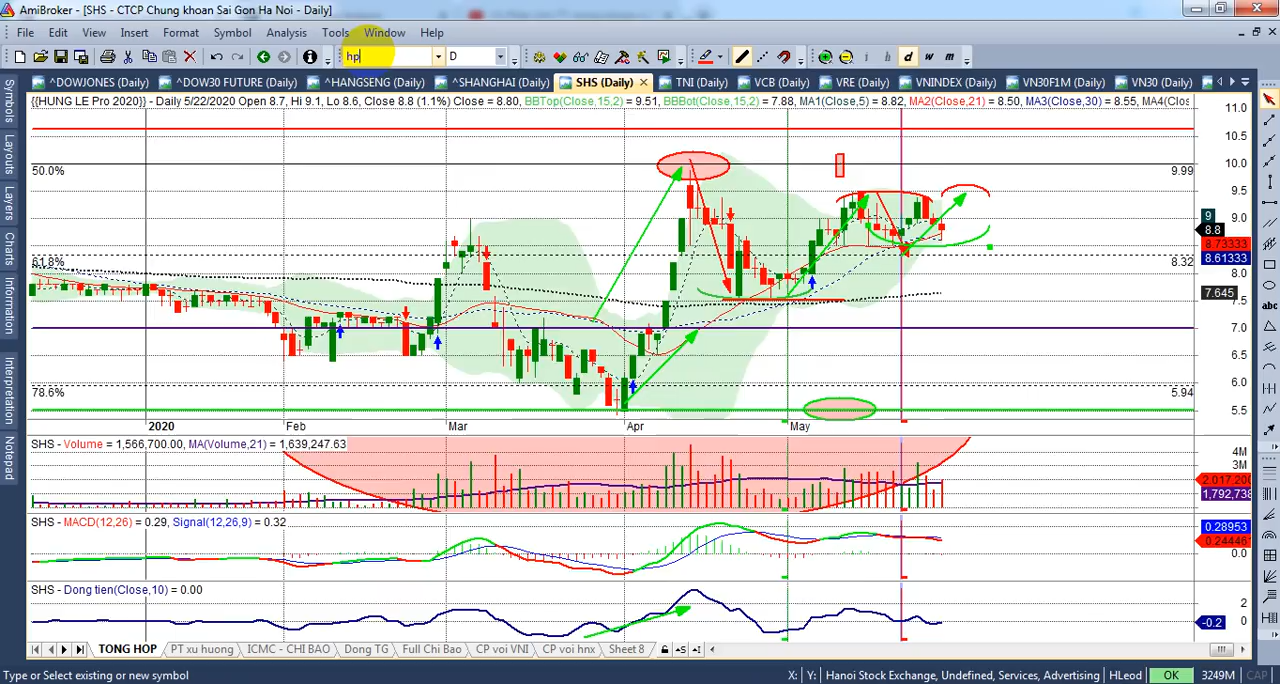 AmiBroker - [SHS - CTCP Chung khoan Sai Gon Ha Noi - Daily]
File Edit View Insert Format Symbol Analysis Tools Window Help
hp D d w m
^DOWJONES (Daily) ^DOW30 FUTURE (Daily) ^HANGSENG (Daily) ^SHANGHAI (Daily) SHS (Daily) TNI (Daily) VCB (Daily) VRE (Daily) VNINDEX (Daily) VN30F1M (Daily) VN30 (Daily)
Symbols
Layouts
Layers
Charts
Information
Interpretation
Notepad
{{HUNG LE Pro 2020}} - Daily 5/22/2020 Open 8.7, Hi 9.1, Lo 8.6, Close 8.8 (1.1%) Close = 8.80, BBTop(Close,15,2) = 9.51, BBBot(Close,15,2) = 7.88, MA1(Close,5) = 8.82, MA2(Close,21) = 8.50, MA3(Close,30) = 8.55, MA4(Clos
11.0
10.5
10.0
50.0% 9.99
9.5
9
9.0
8.8
8.73333
8.61333
61.8% 8.32
8.0
7.645
7.5
7.0
6.5
6.0
78.6% 5.94
5.5
2020 Feb Mar Apr May
SHS - Volume = 1,566,700.00, MA(Volume,21) = 1,639,247.63
4M
3M
2,017,200
1,792,738
SHS - MACD(12,26) = 0.29, Signal(12,26,9) = 0.32
0.28953
0.244461
0.0
SHS - Dong tien(Close,10) = 0.00
2
0
-0.2
TONG HOP PT xu huong ICMC - CHI BAO Dong TG Full Chi Bao CP voi VNI CP voi hnx Sheet 8
Type or Select existing or new symbol X: Y: Hanoi Stock Exchange, Undefined, Services, Advertising HLeod OK 3249M CAP